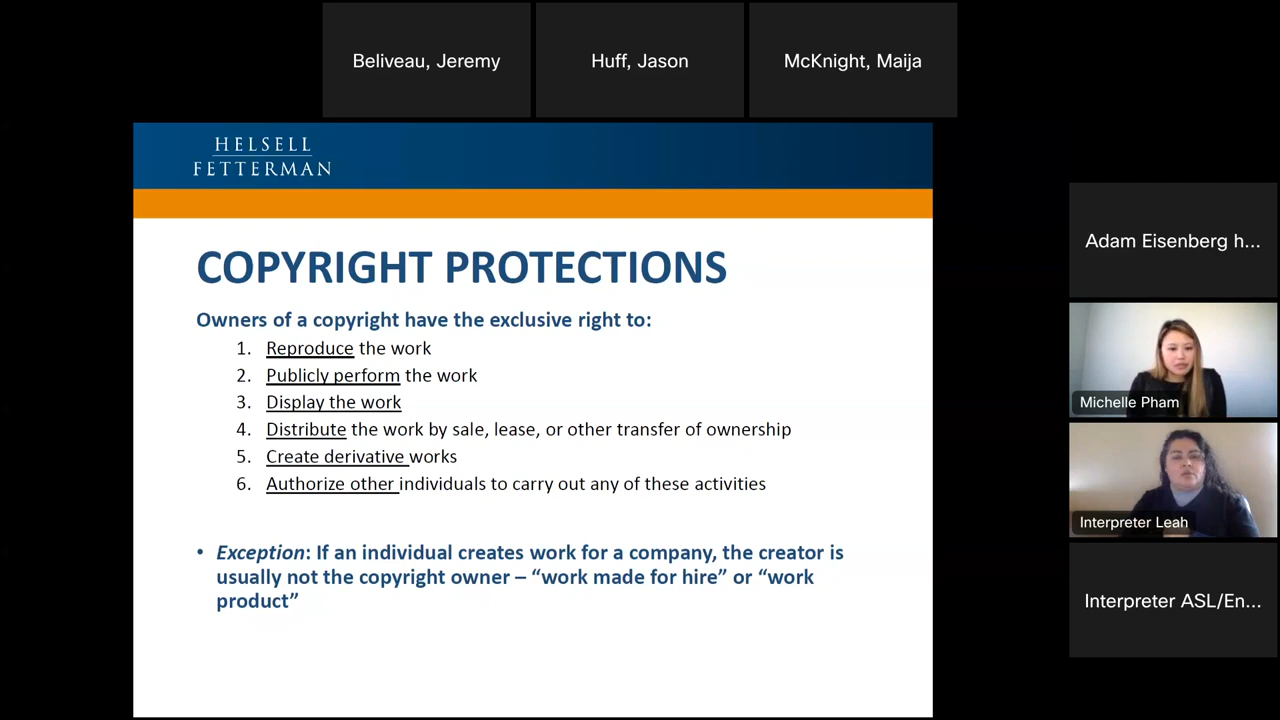 Beliveau, Jeremy
Huff, Jason
McKnight, Maija
HELSELL
FETTERMAN
COPYRIGHT PROTECTIONS
Owners of a copyright have the exclusive right to:
1. Reproduce the work
2. Publicly perform the work
3. Display the work
4. Distribute the work by sale, lease, or other transfer of ownership
5. Create derivative works
6. Authorize other individuals to carry out any of these activities
• Exception: If an individual creates work for a company, the creator is
usually not the copyright owner – “work made for hire” or “work
product”
Adam Eisenberg h...
Michelle Pham
Interpreter Leah
Interpreter ASL/En...